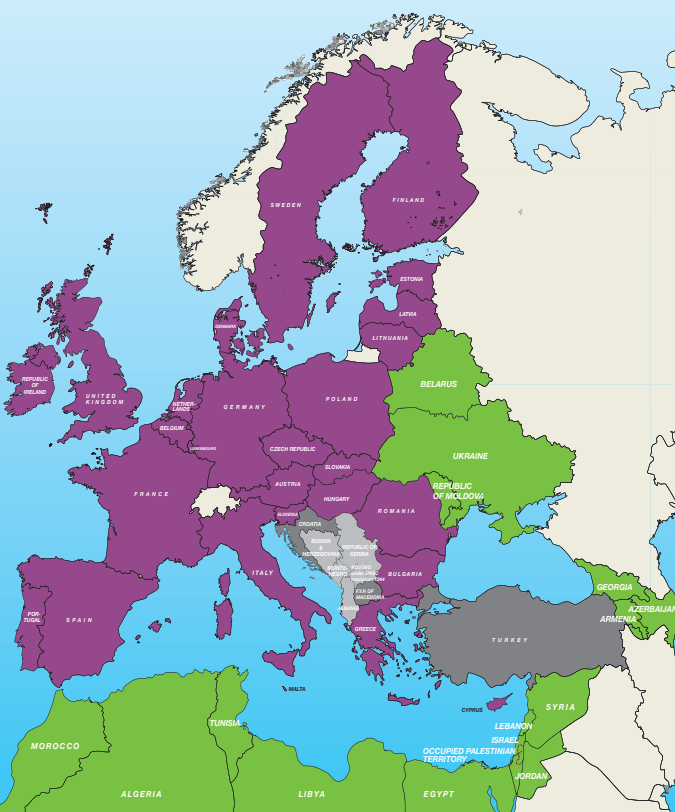 SWEDEN
FINLAND
ESTONIA
LATVIA
DENMARK
LITHUANIA
REPUBLIC
OF
IRELAND
UNITED
KINGDOM
NETHER-
LANDS
BELGIUM
GERMANY
POLAND
BELARUS
LUXEMBOURG
CZECH REPUBLIC
SLOVAKIA
UKRAINE
AUSTRIA
HUNGARY
REPUBLIC
OF MOLDOVA
FRANCE
SLOVENIA
CROATIA
ROMANIA
BOSNIA
&
HERZEGOVINA
REPUBLIC OF
SERBIA
ITALY
MONTE-
NEGRO
KOSOVO
BULGARIA
GEORGIA
FYR OF
MACEDONIA
ALBANIA
AZERBAIJAN
ARMENIA
POR-
TUGAL
SPAIN
GREECE
TURKEY
MALTA
CYPRUS
SYRIA
TUNISIA
LEBANON
ISRAEL
OCCUPIED PALESTINIAN
TERRITORY
MOROCCO
JORDAN
ALGERIA
LIBYA
EGYPT